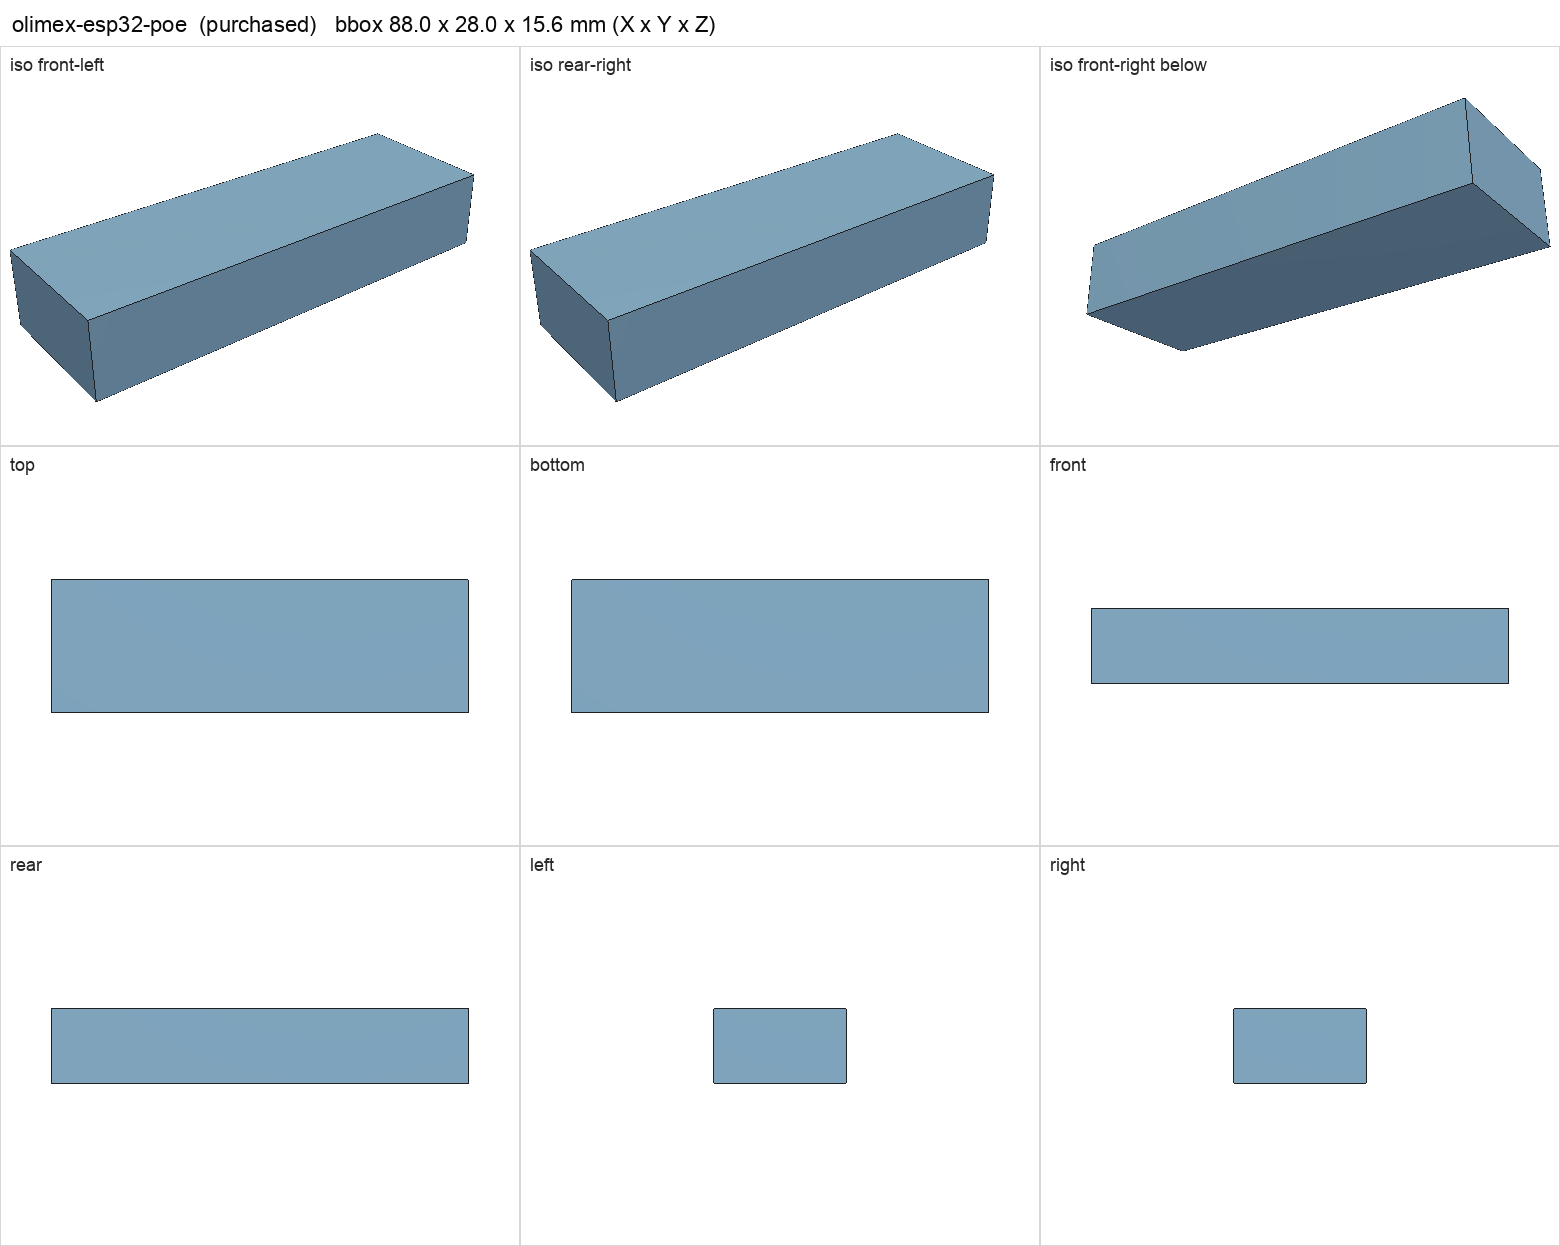 olimex-esp32-poe (purchased) bbox 88.0 x 28.0 x 15.6 mm (X x Y x Z)
iso front-left
iso rear-right
iso front-right below
top
bottom
front
rear
left
right